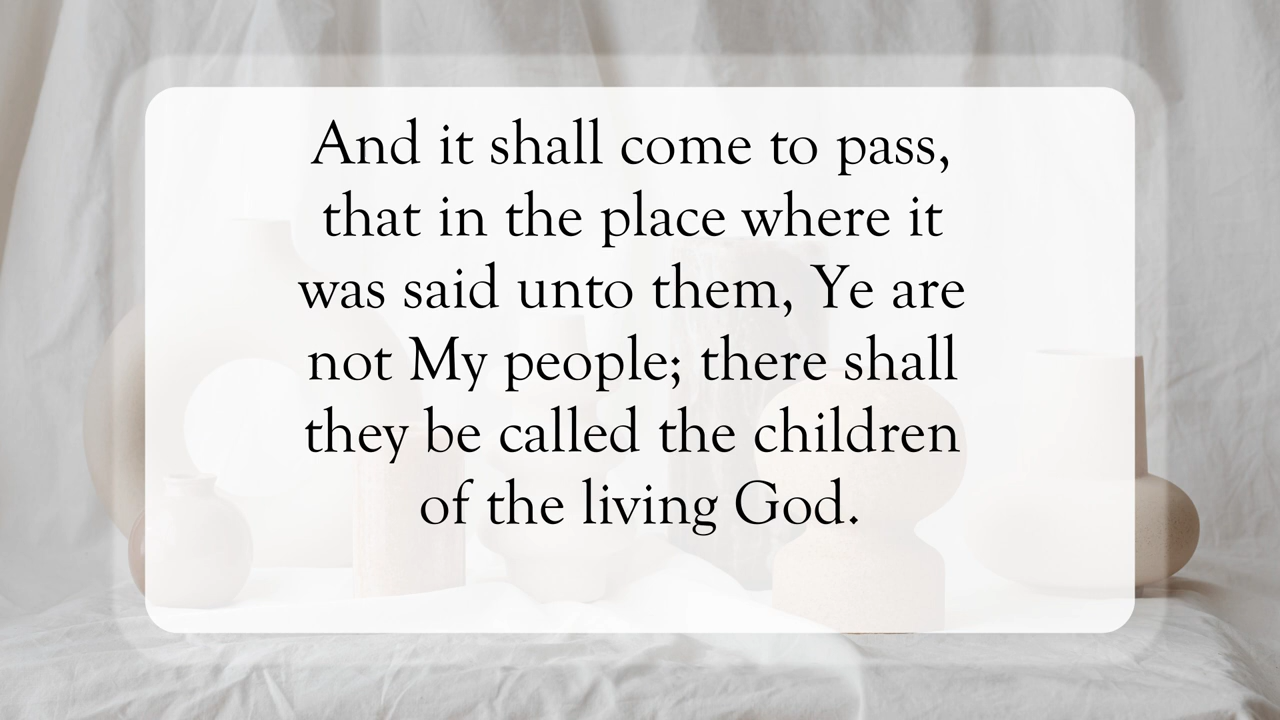 And it shall come to pass,
that in the place where it
was said unto them, Ye are
not My people; there shall
they be called the children
of the living God.